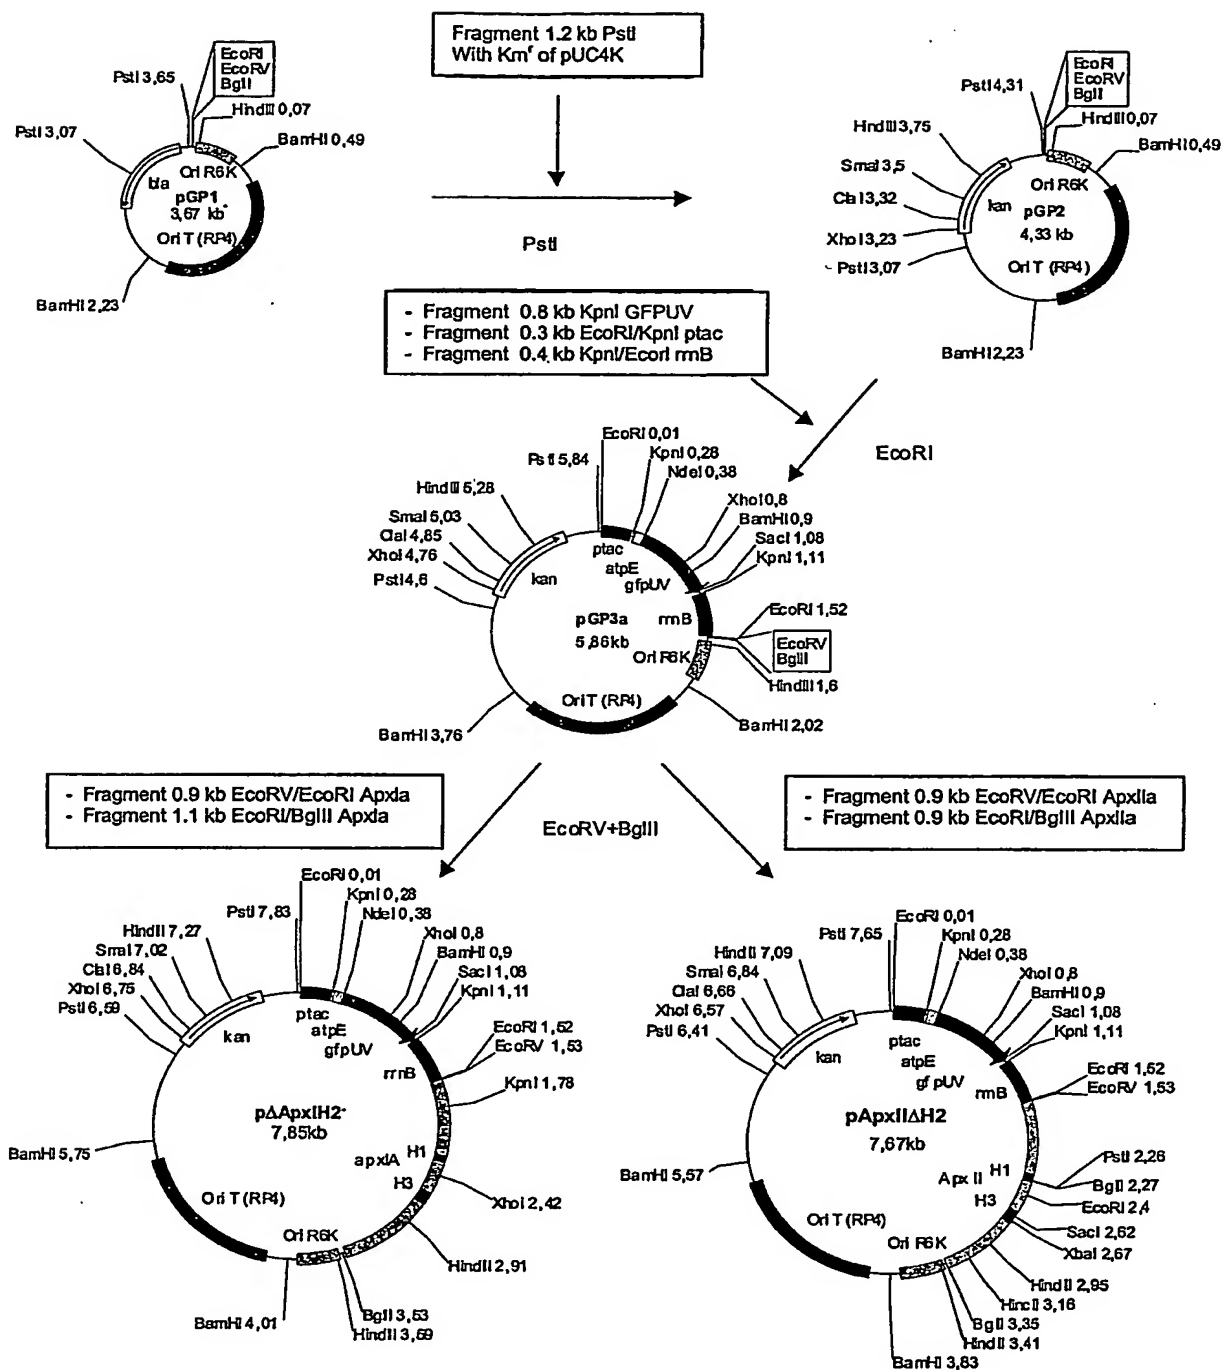 Fragment 1.2 kb PstI
With Kmr of pUC4K
EcoRI
EcoRV
BglI
PstI 3,65
HindIII 0,07
PstI 3,07
BamHI 0,49
Ori R6K
bla
pGP1
3,67 kb
Ori T (RP4)
BamHI 2,23
PstI
EcoRI
EcoRV
BglI
PstI 4,31
HindIII 0,07
HindIII 3,75
BamHI 0,49
SmaI 3,5
Ori R6K
ClaI 3,32
kan
pGP2
4,33 kb
XhoI 3,23
PstI 3,07
Ori T (RP4)
BamHI 2,23
- Fragment 0.8 kb KpnI GFPUV
- Fragment 0.3 kb EcoRI/KpnI ptac
- Fragment 0.4 kb KpnI/EcorI rrnB
EcoRI
EcoRI 0,01
PstI 5,84
KpnI 0,28
NdeI 0,38
HindIII 5,28
XhoI 0,8
SmaI 5,03
BamHI 0,9
ClaI 4,85
SacI 1,08
XhoI 4,76
KpnI 1,11
PstI 4,6
kan
ptac
atpE
gfpUV
pGP3a
5,86kb
rrnB
EcoRI 1,52
EcoRV
BglII
Ori R6K
HindIII 1,6
Ori T (RP4)
BamHI 2,02
BamHI 3,76
- Fragment 0.9 kb EcoRV/EcoRI ApxIa
- Fragment 1.1 kb EcoRI/BglII ApxIa
EcoRV+BglII
- Fragment 0.9 kb EcoRV/EcoRI ApxIIa
- Fragment 0.9 kb EcoRI/BglII ApxIIa
EcoRI 0,01
PstI 7,83
KpnI 0,28
NdeI 0,38
HindII 7,27
XhoI 0,8
SmaI 7,02
BamHI 0,9
ClaI 6,84
SacI 1,08
XhoI 6,75
KpnI 1,11
PstI 6,59
kan
ptac
atpE
gfpUV
rrnB
EcoRI 1,52
EcoRV 1,53
KpnI 1,78
pΔApxIH2-
7,85kb
apxIA
H1
H3
BamHI 5,75
XhoI 2,42
Ori T (RP4)
Ori R6K
HindII 2,91
BglI 3,53
HindII 3,59
BamHI 4,01
EcoRI 0,01
PstI 7,65
KpnI 0,28
NdeI 0,38
HindII 7,09
XhoI 0,8
SmaI 6,84
BamHI 0,9
ClaI 6,66
SacI 1,08
XhoI 6,57
KpnI 1,11
PstI 6,41
kan
ptac
atpE
gfpUV
rrnB
EcoRI 1,52
EcoRV 1,53
pApxIIΔH2
7,67kb
Apx II
H1
H3
PstI 2,26
BglI 2,27
EcoRI 2,4
SacI 2,62
XbaI 2,67
BamHI 5,57
Ori T (RP4)
Ori R6K
HindII 2,95
HincII 3,16
BglI 3,35
HindII 3,41
BamHI 3,83